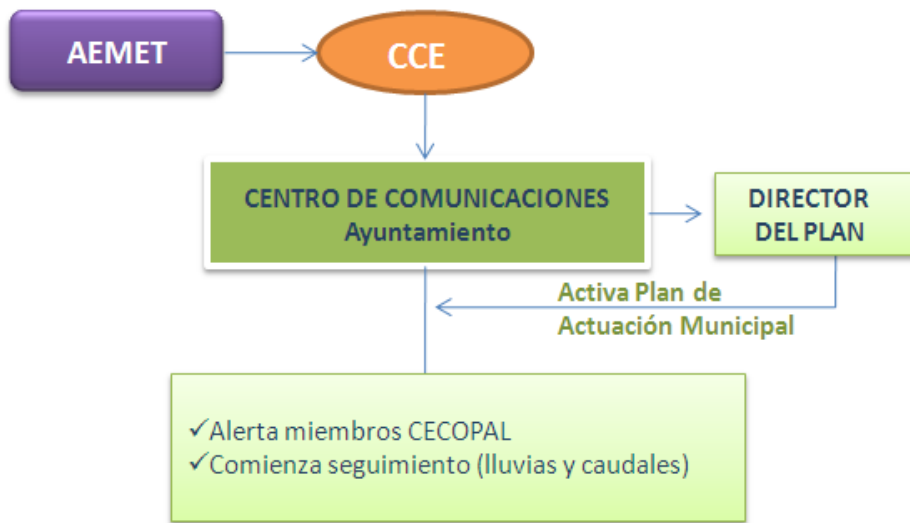 AEMET
CCE
CENTRO DE COMUNICACIONES
Ayuntamiento
DIRECTOR
DEL PLAN
Activa Plan de
Actuación Municipal
✓Alerta miembros CECOPAL
✓Comienza seguimiento (lluvias y caudales)